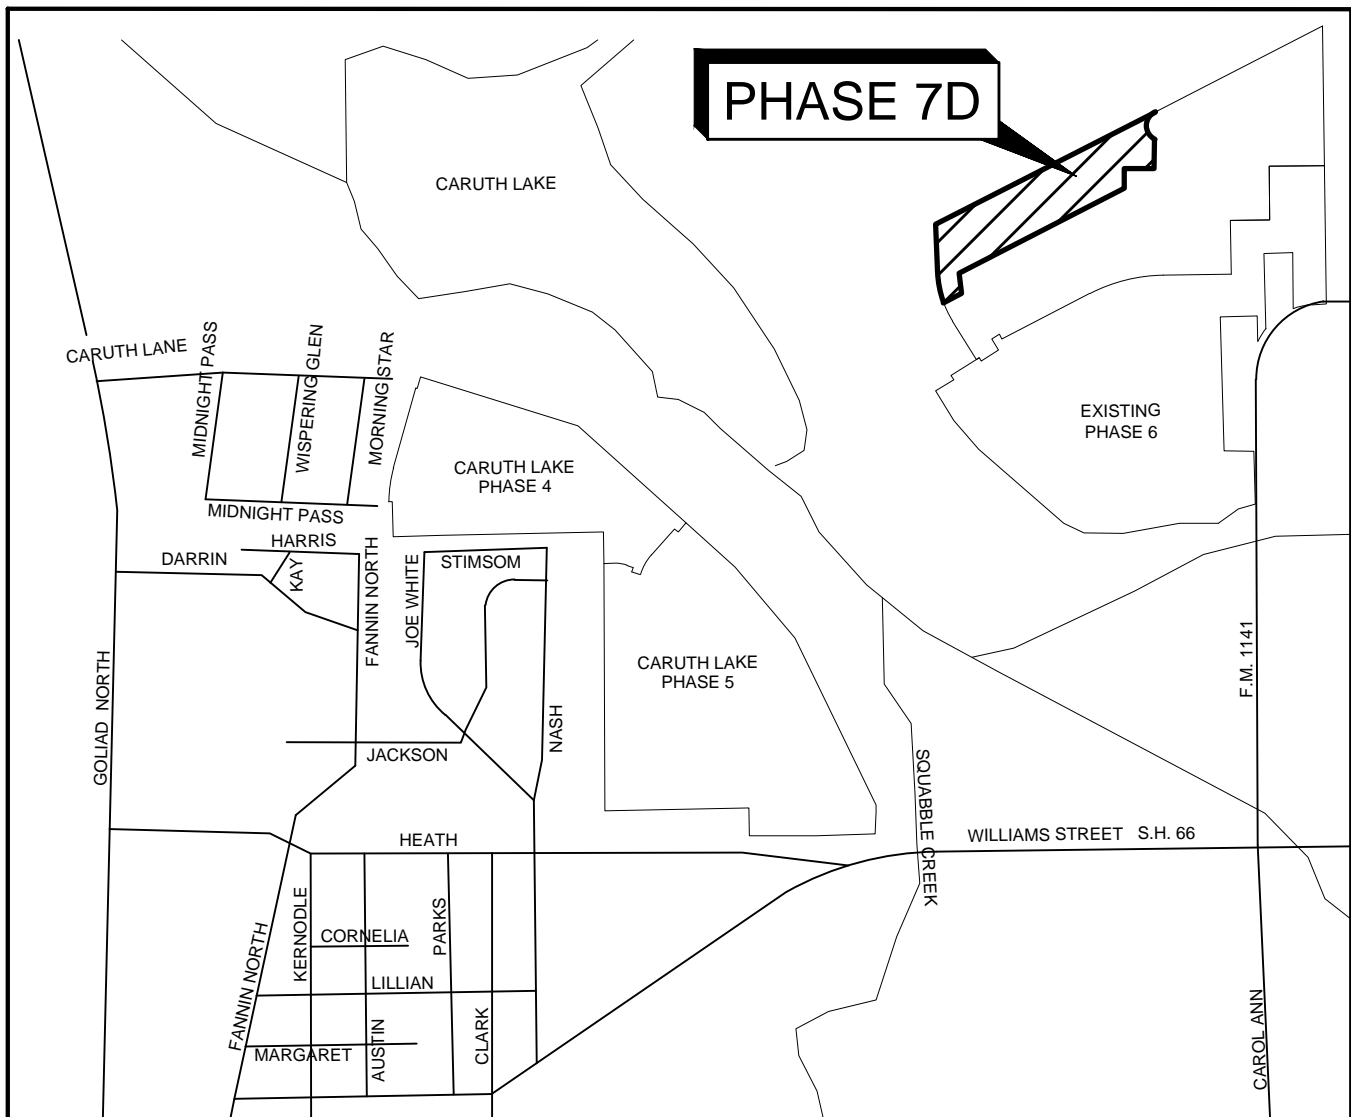 PHASE 7D
CARUTH LAKE
CARUTH LANE
MIDNIGHT PASS
WISPERING GLEN
MORNING STAR
EXISTING
PHASE 6
CARUTH LAKE
PHASE 4
MIDNIGHT PASS
HARRIS
DARRIN
KAY
FANNIN NORTH
JOE WHITE
STIMSOM
GOLIAD NORTH
CARUTH LAKE
PHASE 5
F.M. 1141
NASH
JACKSON
SQUABBLE CREEK
HEATH
WILLIAMS STREET S.H. 66
KERNODLE
CORNELIA
PARKS
FANNIN NORTH
LILLIAN
MARGARET
AUSTIN
CLARK
CAROL ANN